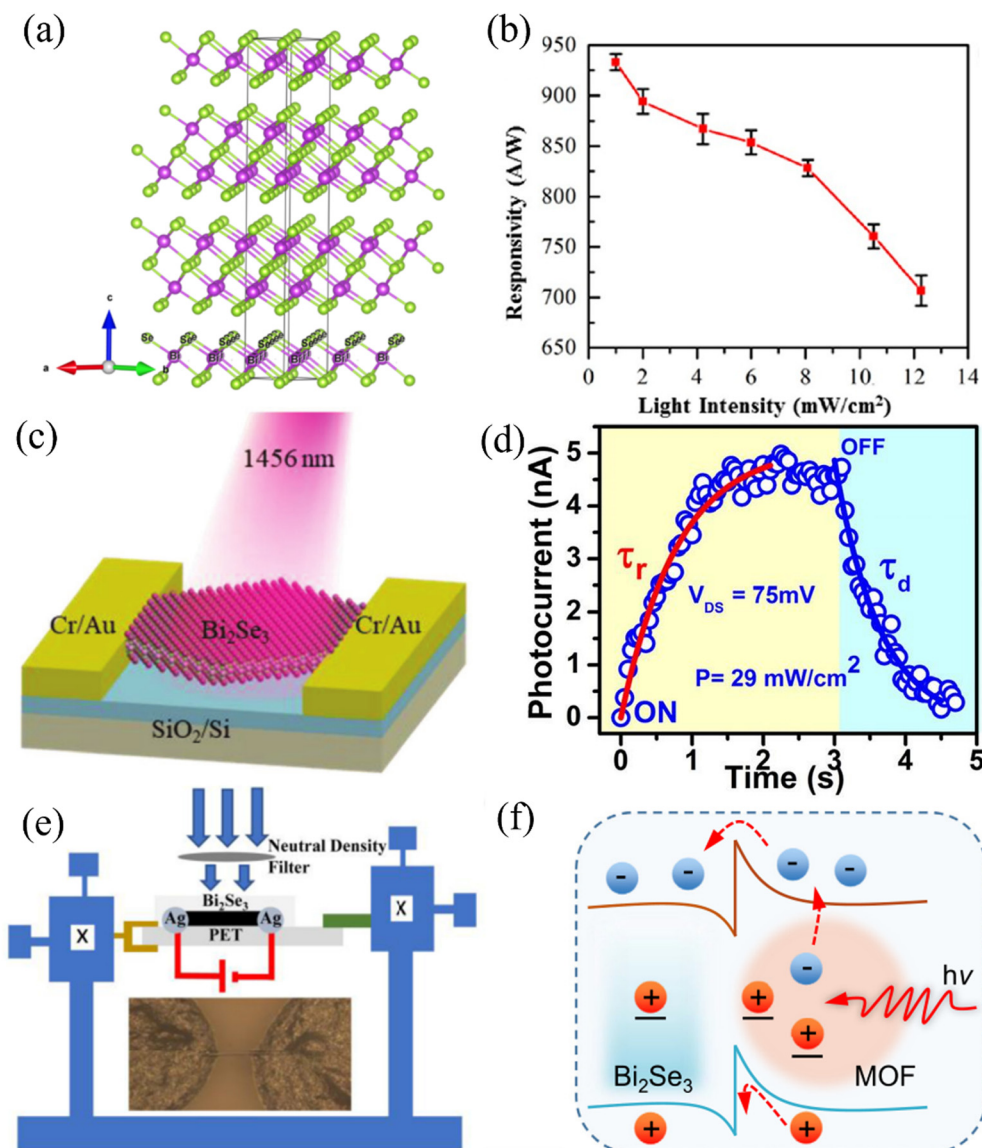 (a)
c
a
b
Se
Bi
(b)
Responsivity (A/W)
950
900
850
800
750
700
650
0
2
4
6
8
10
12
14
Light Intensity (mW/cm²)
(c)
1456 nm
Cr/Au
Bi₂Se₃
Cr/Au
SiO₂/Si
(d)
Photocurrent (nA)
5
4
3
2
1
0
OFF
τr
τd
V_DS = 75mV
P= 29 mW/cm²
ON
0
1
2
3
4
5
Time (s)
(e)
Neutral Density
Filter
Bi₂Se₃
X
Ag
Ag
X
PET
(f)
-
-
-
-
-
hν
+
+
+
Bi₂Se₃
MOF
+
+